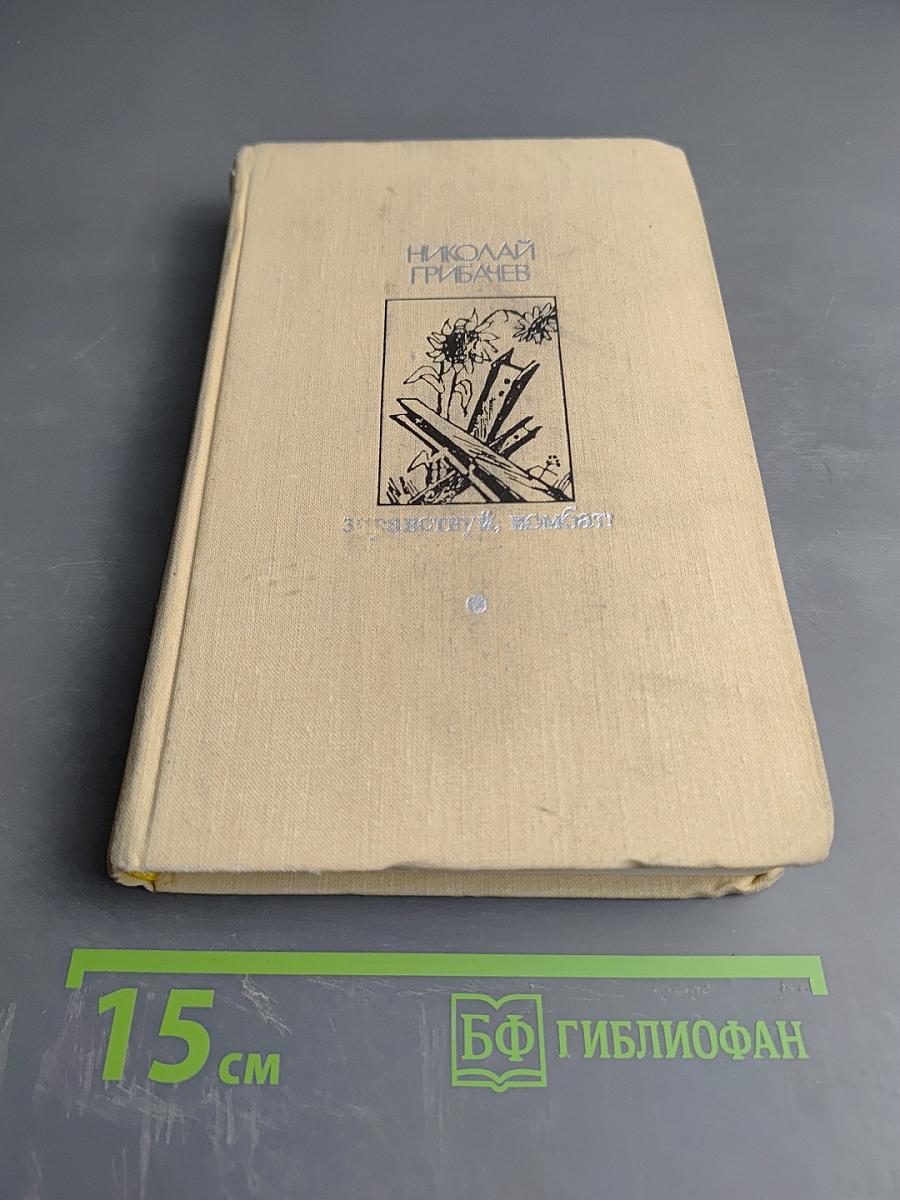 НИКОЛАЙ
ГРИБАЧЕВ
здравствуй, комбат!
15 см
БФ ГИБЛИОФАН